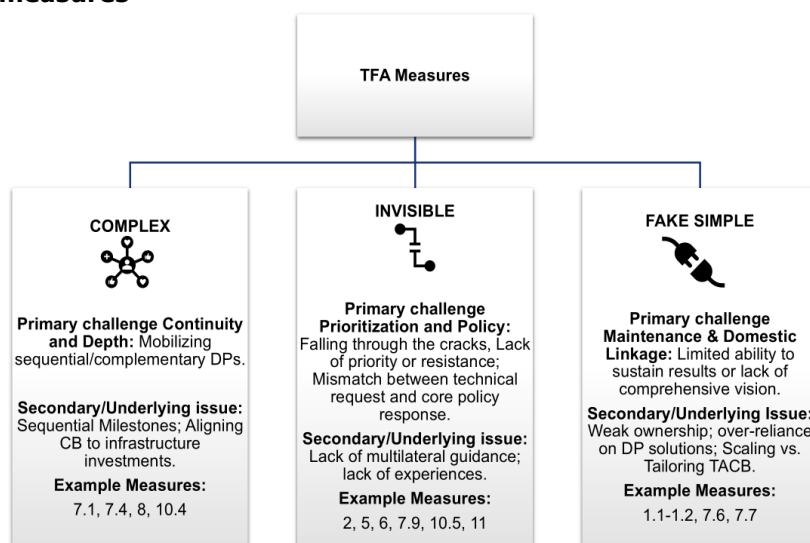 TFA Measures
COMPLEX
Primary challenge Continuity
and Depth: Mobilizing
sequential/complementary DPs.
Secondary/Underlying issue:
Sequential Milestones; Aligning
CB to infrastructure
investments.
Example Measures:
7.1, 7.4, 8, 10.4
INVISIBLE
Primary challenge
Prioritization and Policy:
Falling through the cracks, Lack
of priority or resistance;
Mismatch between technical
request and core policy
response.
Secondary/Underlying issue:
Lack of multilateral guidance;
lack of experiences.
Example Measures:
2, 5, 6, 7.9, 10.5, 11
FAKE SIMPLE
Primary challenge
Maintenance & Domestic
Linkage: Limited ability to
sustain results or lack of
comprehensive vision.
Secondary/Underlying Issue:
Weak ownership; over-reliance
on DP solutions; Scaling vs.
Tailoring TACB.
Example Measures:
1.1-1.2, 7.6, 7.7